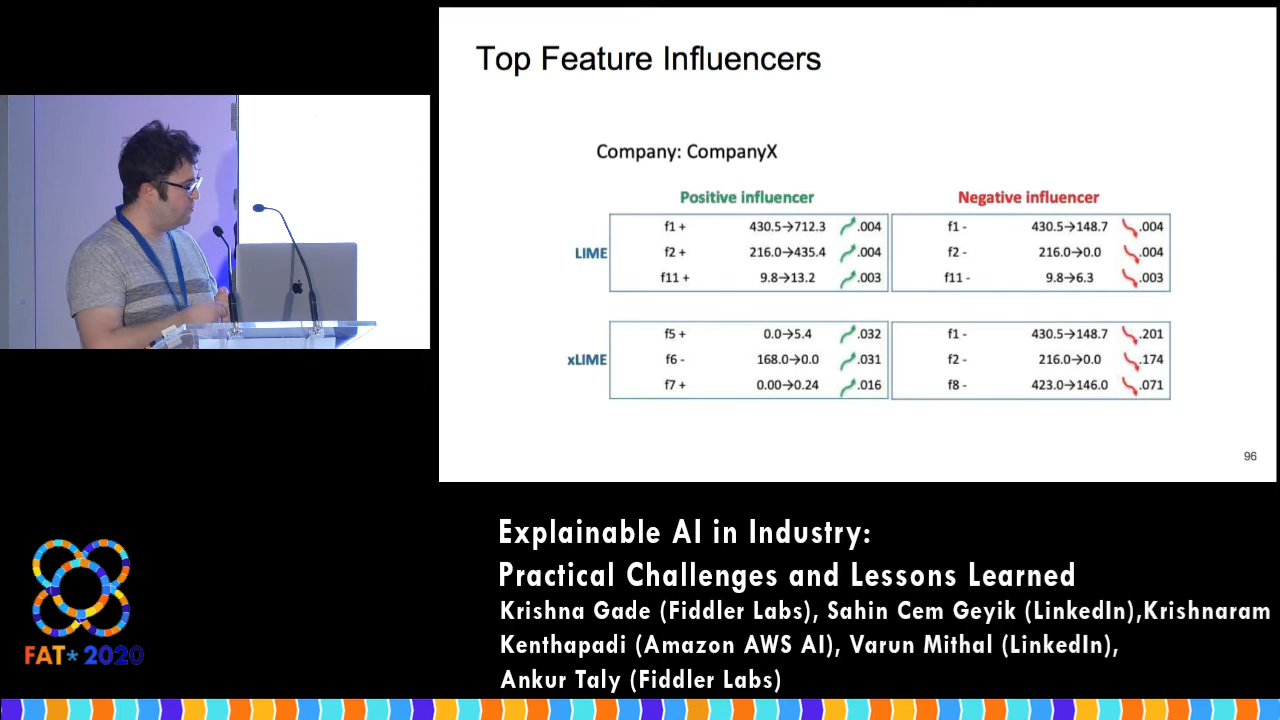 Top Feature Influencers
Company: CompanyX
Positive influencer Negative influencer
LIME
f1 + 430.5→712.3 .004 f1 - 430.5→148.7 .004
f2 + 216.0→435.4 .004 f2 - 216.0→0.0 .004
f11 + 9.8→13.2 .003 f11 - 9.8→6.3 .003
xLIME
f5 + 0.0→5.4 .032 f1 - 430.5→148.7 .201
f6 - 168.0→0.0 .031 f2 - 216.0→0.0 .174
f7 + 0.00→0.24 .016 f8 - 423.0→146.0 .071
96
Explainable AI in Industry:
Practical Challenges and Lessons Learned
Krishna Gade (Fiddler Labs), Sahin Cem Geyik (LinkedIn),Krishnaram
Kenthapadi (Amazon AWS AI), Varun Mithal (LinkedIn),
Ankur Taly (Fiddler Labs)
FAT* 2020